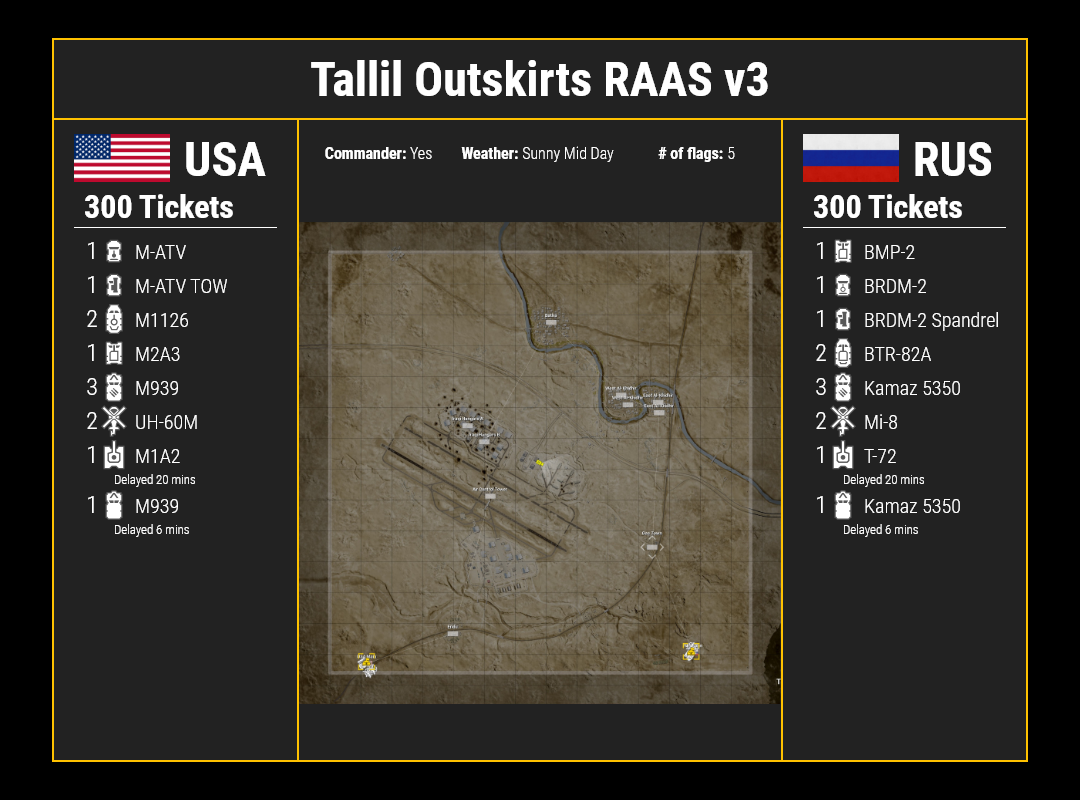 Tallil Outskirts RAAS v3
USA
300 Tickets
1 M-ATV
1 M-ATV TOW
2 M1126
1 M2A3
3 M939
2 UH-60M
1 M1A2
Delayed 20 mins
1 M939
Delayed 6 mins
Commander: Yes
Weather: Sunny Mid Day
# of flags: 5
RUS
300 Tickets
1 BMP-2
1 BRDM-2
1 BRDM-2 Spandrel
2 BTR-82A
3 Kamaz 5350
2 Mi-8
1 T-72
Delayed 20 mins
1 Kamaz 5350
Delayed 6 mins